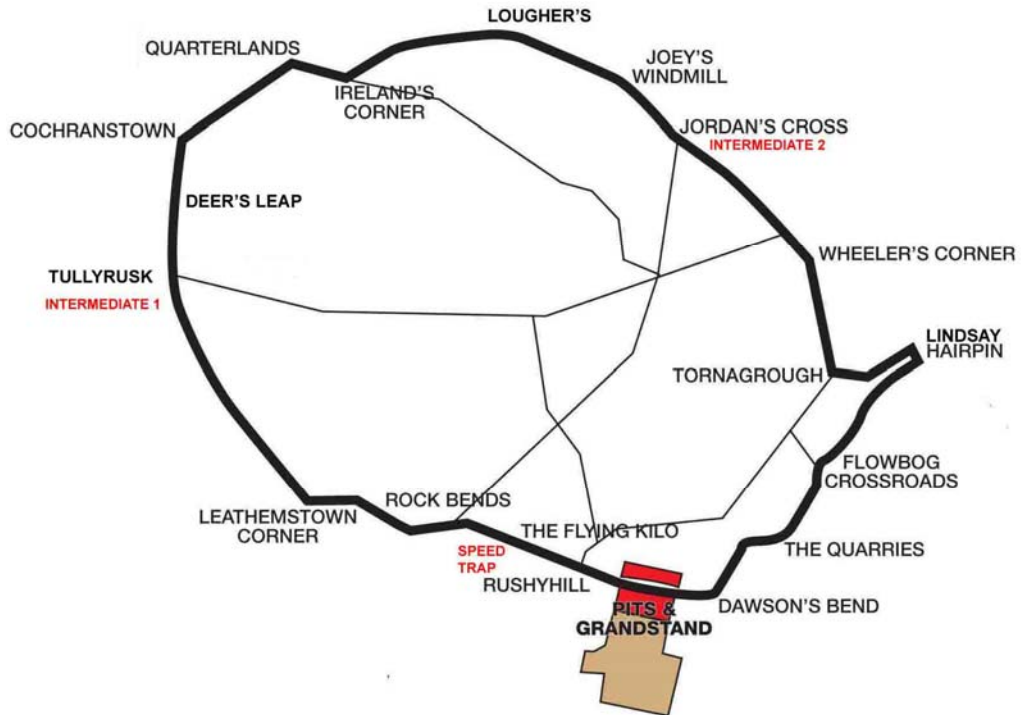 LOUGHER'S
QUARTERLANDS
JOEY'S
WINDMILL
IRELAND'S
CORNER
COCHRANSTOWN
JORDAN'S CROSS
INTERMEDIATE 2
DEER'S LEAP
WHEELER'S CORNER
TULLYRUSK
INTERMEDIATE 1
LINDSAY
HAIRPIN
TORNAGROUGH
FLOWBOG
CROSSROADS
ROCK BENDS
LEATHEMSTOWN
CORNER
THE FLYING KILO
SPEED
TRAP
THE QUARRIES
RUSHYHILL
DAWSON'S BEND
PITS &
GRANDSTAND